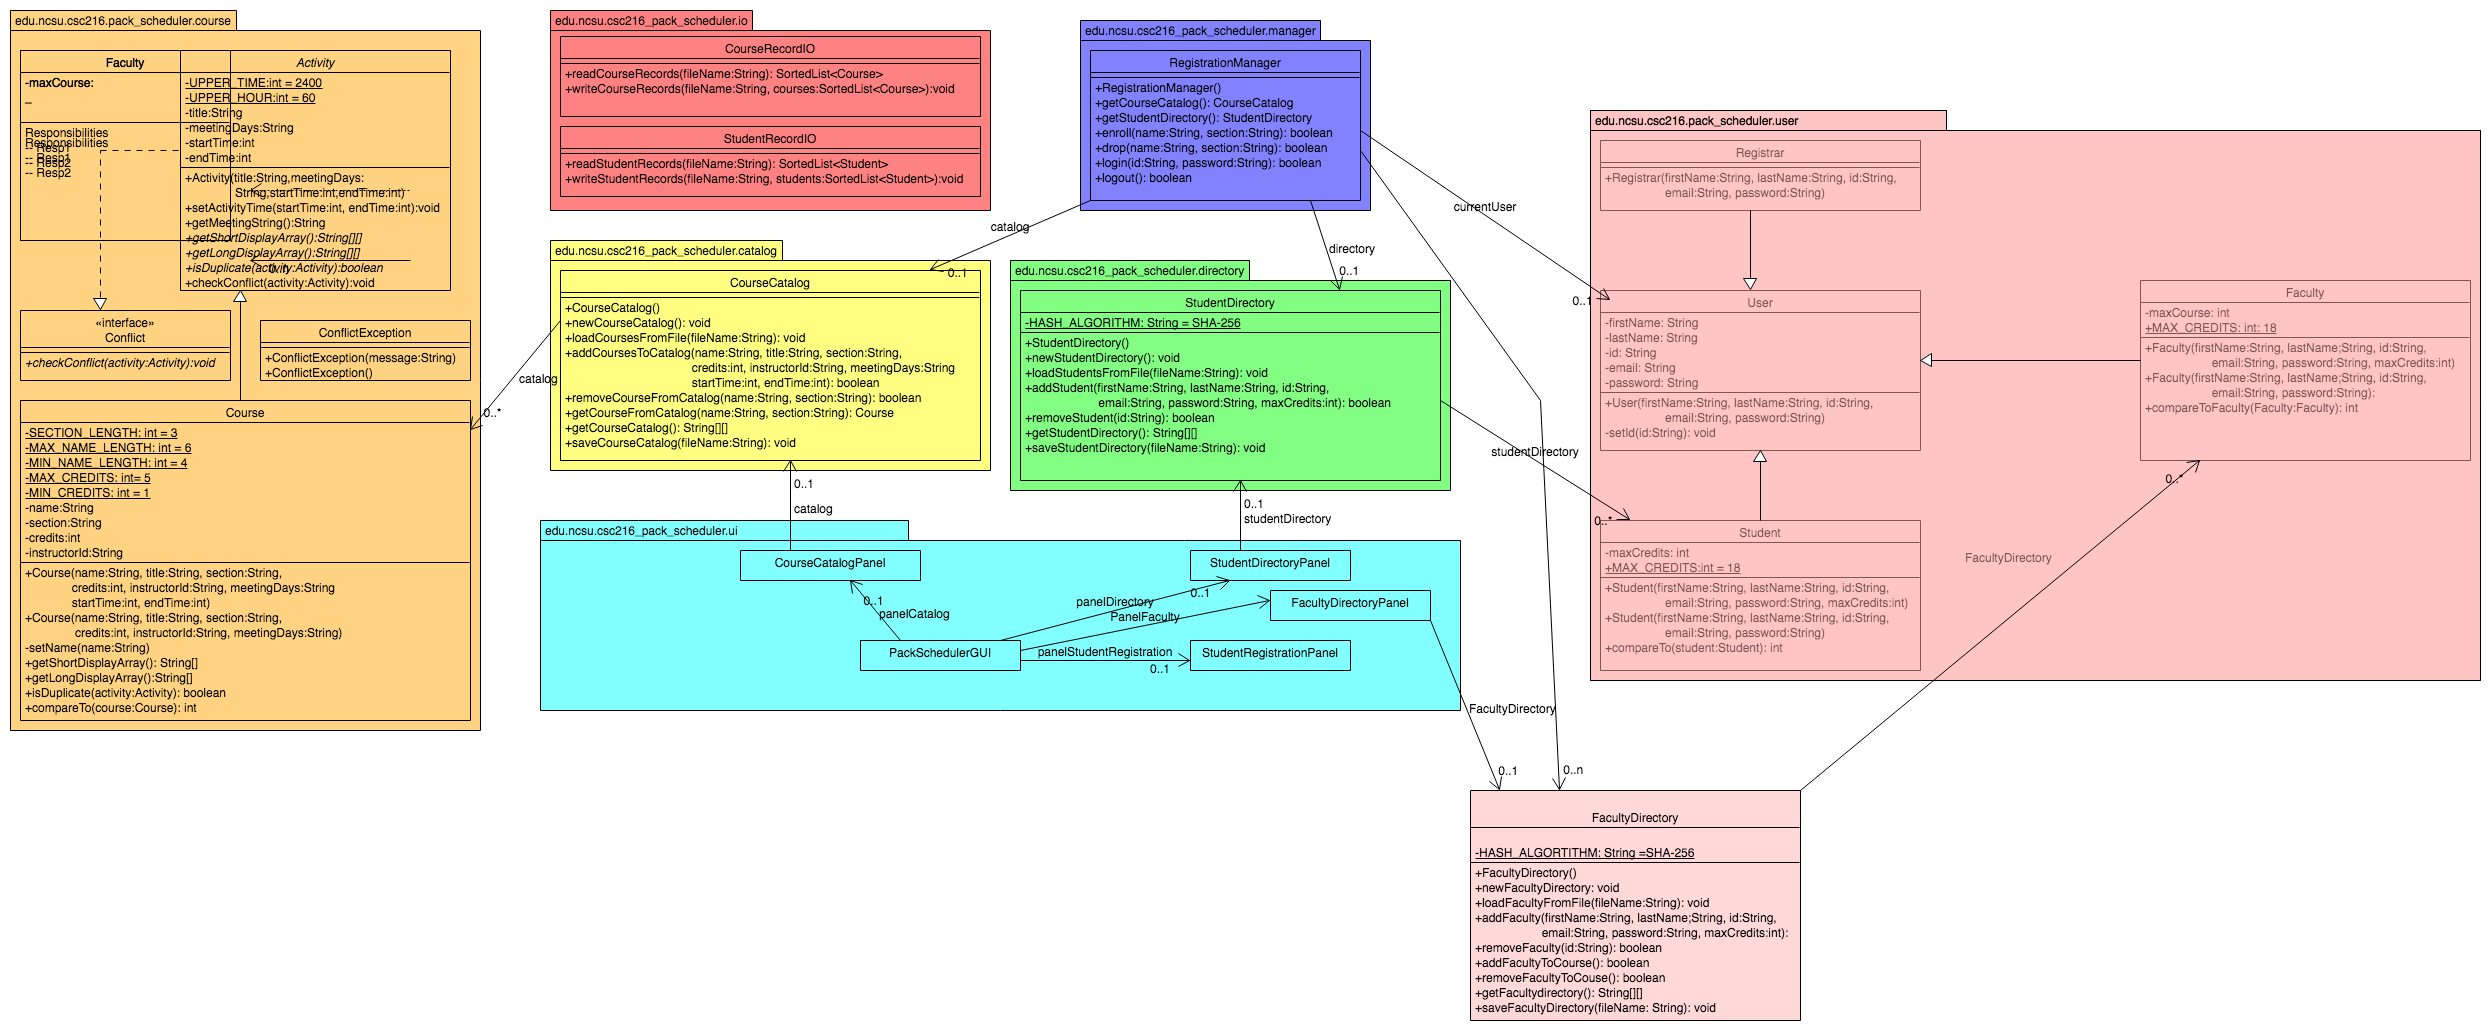 edu.ncsu.csc216.pack_scheduler.course
Faculty
-maxCourse:
_
Responsibilities
Responsibilities
-- Resp1
-- Resp1
-- Resp2
-- Resp2
Activity
-UPPER_TIME:int = 2400
-UPPER_HOUR:int = 60
-title:String
-meetingDays:String
-startTime:int
-endTime:int
+Activity(title:String,meetingDays:
String;startTime:int;endTime:int)
+setActivityTime(startTime:int, endTime:int):void
+getMeetingString():String
+getShortDisplayArray():String[][]
+getLongDisplayArray():String[][]
+isDuplicate(activity:Activity):boolean
0..n
+checkConflict(activity:Activity):void
«interface»
Conflict
+checkConflict(activity:Activity):void
ConflictException
+ConflictException(message:String)
+ConflictException()
Course
-SECTION_LENGTH: int = 3
-MAX_NAME_LENGTH: int = 6
-MIN_NAME_LENGTH: int = 4
-MAX_CREDITS: int= 5
-MIN_CREDITS: int = 1
-name:String
-section:String
-credits:int
-instructorId:String
+Course(name:String, title:String, section:String,
credits:int, instructorId:String, meetingDays:String
startTime:int, endTime:int)
+Course(name:String, title:String, section:String,
credits:int, instructorId:String, meetingDays:String)
-setName(name:String)
+getShortDisplayArray(): String[]
+getLongDisplayArray():String[]
+isDuplicate(activity:Activity): boolean
+compareTo(course:Course): int
edu.ncsu.csc216_pack_scheduler.io
CourseRecordIO
+readCourseRecords(fileName:String): SortedList<Course>
+writeCourseRecords(fileName:String, courses:SortedList<Course>):void
StudentRecordIO
+readStudentRecords(fileName:String): SortedList<Student>
+writeStudentRecords(fileName:String, students:SortedList<Student>):void
edu.ncsu.csc216_pack_scheduler.manager
RegistrationManager
+RegistrationManager()
+getCourseCatalog(): CourseCatalog
+getStudentDirectory(): StudentDirectory
+enroll(name:String, section:String): boolean
+drop(name:String, section:String): boolean
+login(id:String, password:String): boolean
+logout(): boolean
catalog
0..1
directory
0..1
currentUser
0..1
edu.ncsu.csc216_pack_scheduler.catalog
CourseCatalog
+CourseCatalog()
+newCourseCatalog(): void
+loadCoursesFromFile(fileName:String): void
+addCoursesToCatalog(name:String, title:String, section:String,
credits:int, instructorId:String, meetingDays:String
startTime:int, endTime:int): boolean
+removeCourseFromCatalog(name:String, section:String): boolean
+getCourseFromCatalog(name:String, section:String): Course
+getCourseCatalog(): String[][]
+saveCourseCatalog(fileName:String): void
catalog
0..*
0..1
catalog
edu.ncsu.csc216_pack_scheduler.directory
StudentDirectory
-HASH_ALGORITHM: String = SHA-256
+StudentDirectory()
+newStudentDirectory(): void
+loadStudentsFromFile(fileName:String): void
+addStudent(firstName:String, lastName:String, id:String,
email:String, password:String, maxCredits:int): boolean
+removeStudent(id:String): boolean
+getStudentDirectory(): String[][]
+saveStudentDirectory(fileName:String): void
0..1
studentDirectory
studentDirectory
0..*
edu.ncsu.csc216_pack_scheduler.ui
CourseCatalogPanel
StudentDirectoryPanel
FacultyDirectoryPanel
PackSchedulerGUI
StudentRegistrationPanel
0..1
panelCatalog
panelDirectory
0..1
PanelFaculty
panelStudentRegistration
0..1
FacultyDirectory
0..1
0..n
edu.ncsu.csc216.pack_scheduler.user
Registrar
+Registrar(firstName:String, lastName:String, id:String,
email:String, password:String)
User
-firstName: String
-lastName: String
-id: String
-email: String
-password: String
+User(firstName:String, lastName:String, id:String,
email:String, password:String)
-setId(id:String): void
Faculty
-maxCourse: int
+MAX_CREDITS: int: 18
+Faculty(firstName:String, lastName;String, id:String,
email:String, password:String, maxCredits:int)
+Faculty(firstName:String, lastName;String, id:String,
email:String, password:String):
+compareToFaculty(Faculty:Faculty): int
0..*
FacultyDirectory
Student
-maxCredits: int
+MAX_CREDITS:int = 18
+Student(firstName:String, lastName:String, id:String,
email:String, password:String, maxCredits:int)
+Student(firstName:String, lastName:String, id:String,
email:String, password:String)
+compareTo(student:Student): int
FacultyDirectory
-HASH_ALGORTITHM: String =SHA-256
+FacultyDirectory()
+newFacultyDirectory: void
+loadFacultyFromFile(fileName:String): void
+addFaculty(firstName:String, lastName;String, id:String,
email:String, password:String, maxCredits:int):
+removeFaculty(id:String): boolean
+addFacultyToCourse(): boolean
+removeFacultyToCouse(): boolean
+getFacultydirectory(): String[][]
+saveFacultyDirectory(fileName: String): void